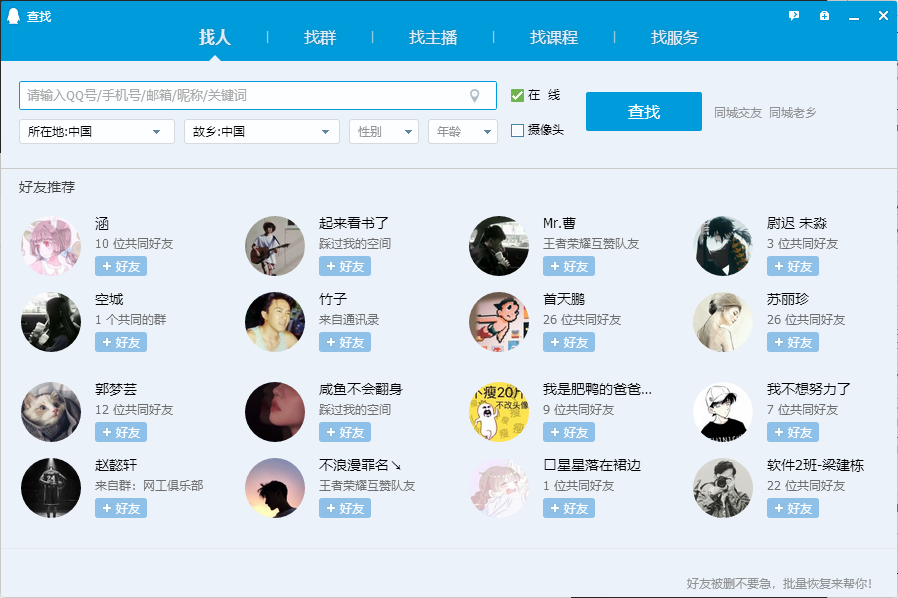 查找
找人 找群 找主播 找课程 找服务
请输入QQ号/手机号/邮箱/昵称/关键词 在 线
查找 同城交友 同城老乡
所在地:中国 故乡:中国 性别 年龄 摄像头
好友推荐
涵 起来看书了 Mr.曹 尉迟 未淼
10 位共同好友 踩过我的空间 王者荣耀互赞队友 3 位共同好友
+ 好友 + 好友 + 好友 + 好友
空城 竹子 首天鹏 苏丽珍
1 个共同的群 来自通讯录 26 位共同好友 26 位共同好友
+ 好友 + 好友 + 好友 + 好友
郭梦芸 咸鱼不会翻身 我是肥鸭的爸爸... 我不想努力了
12 位共同好友 踩过我的空间 9 位共同好友 7 位共同好友
+ 好友 + 好友 + 好友 + 好友
不瘦20斤
不改头像
赵懿轩 不浪漫罪名↘ □星星落在裙边 软件2班-梁建栋
来自群：网工俱乐部 王者荣耀互赞队友 1 位共同好友 22 位共同好友
+ 好友 + 好友 + 好友 + 好友
好友被删不要急，批量恢复来帮你!